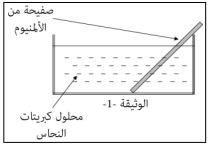 صفيحة من
الألمنيوم
الوثيقة -1-
محلول كبريتات
النحاس